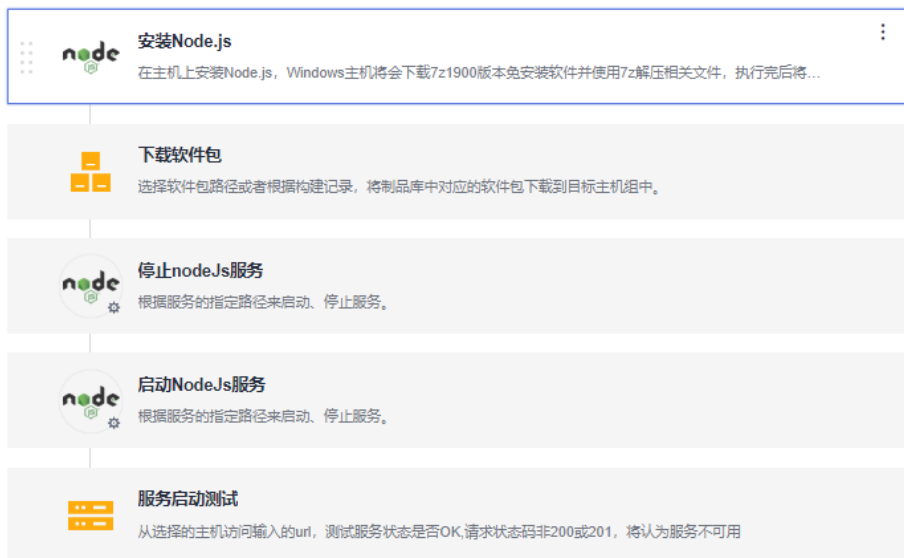 node
JS
安装Node.js
在主机上安装Node.js，Windows主机将会下载7z1900版本免安装软件并使用7z解压相关文件，执行完后将...
下载软件包
选择软件包路径或者根据构建记录，将制品库中对应的软件包下载到目标主机组中。
node
JS
停止nodeJs服务
根据服务的指定路径来启动、停止服务。
node
JS
启动NodeJs服务
根据服务的指定路径来启动、停止服务。
服务启动测试
从选择的主机访问输入的url，测试服务状态是否OK,请求状态码非200或201，将认为服务不可用